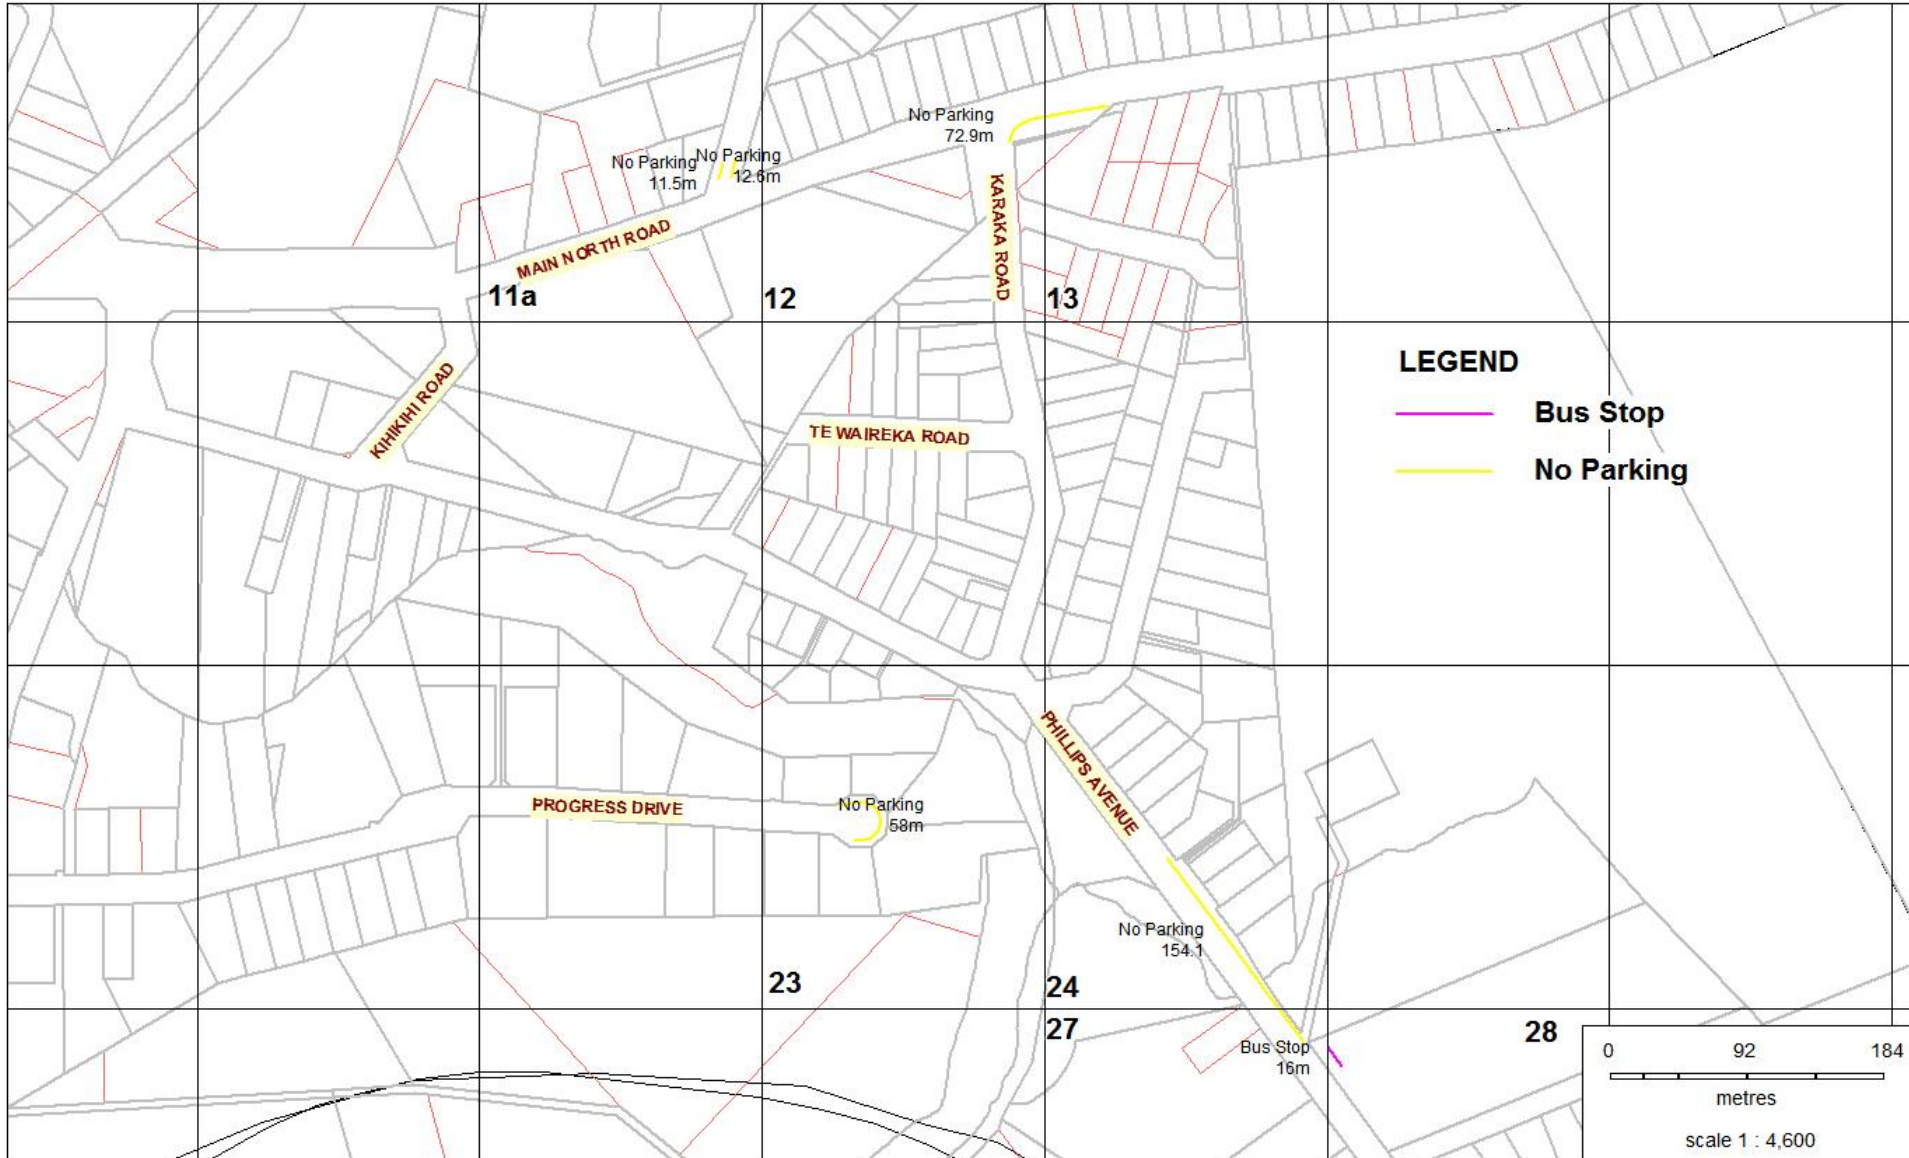 No Parking
72.9m
No Parking
11.5m
No Parking
12.6m
KARAKA ROAD
MAIN NORTH ROAD
11a
12
13
LEGEND
Bus Stop
No Parking
KIHIKIHI ROAD
TE WAIREKA ROAD
PHILLIPS AVENUE
PROGRESS DRIVE
No Parking
58m
No Parking
154.1
23
24
27
28
Bus Stop
16m
0 92 184
metres
scale 1 : 4,600